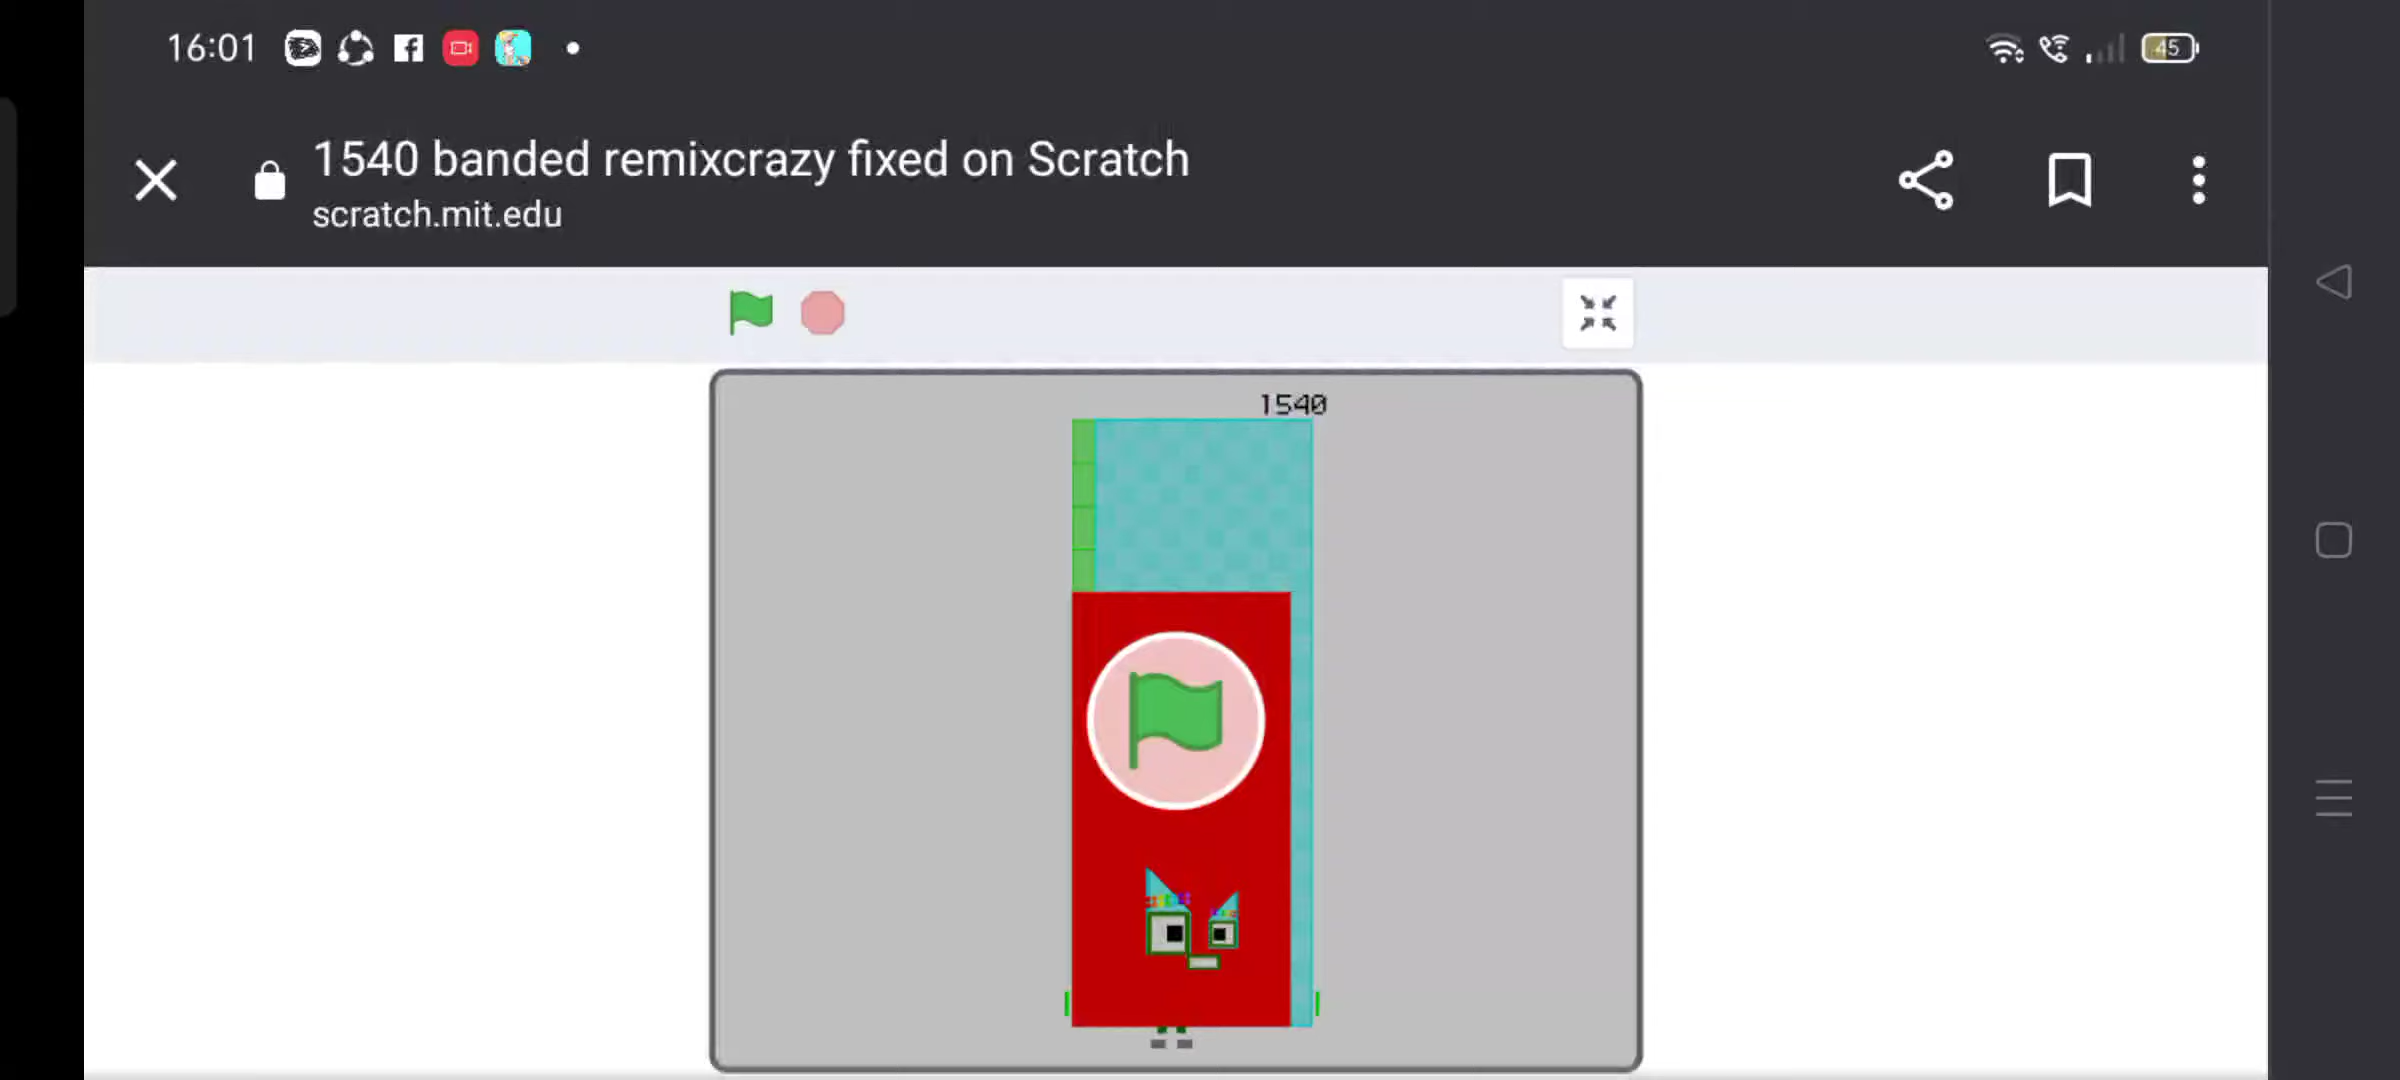 16:01
45
1540 banded remixcrazy fixed on Scratch
scratch.mit.edu
1540